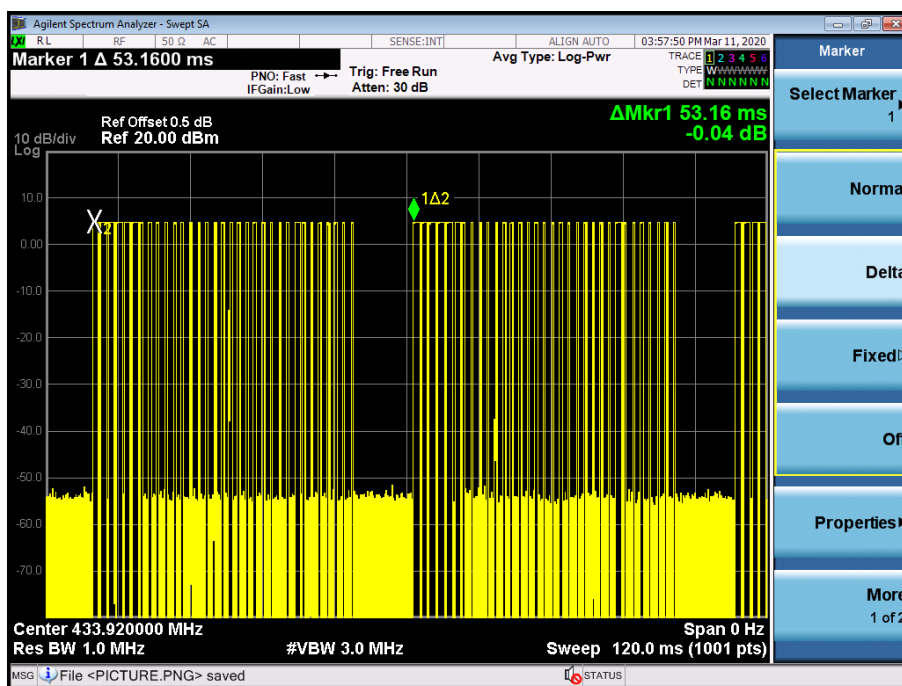 Agilent Spectrum Analyzer - Swept SA
LXI RL RF 50 Ω AC SENSE:INT ALIGN AUTO 03:57:50 PM Mar 11, 2020
Marker 1 Δ 53.1600 ms
PNO: Fast
IFGain:Low
Trig: Free Run
Atten: 30 dB
Avg Type: Log-Pwr
TRACE 1 2 3 4 5 6
TYPE WWWWWW
DET N N N N N N
ΔMkr1 53.16 ms
-0.04 dB
Ref Offset 0.5 dB
10 dB/div Ref 20.00 dBm
Log
10.0
0.00
-10.0
-20.0
-30.0
-40.0
-50.0
-60.0
-70.0
X2
1Δ2
Center 433.920000 MHz Span 0 Hz
Res BW 1.0 MHz #VBW 3.0 MHz Sweep 120.0 ms (1001 pts)
MSG File <PICTURE.PNG> saved STATUS
Marker
Select Marker
1
Norma
Delta
Fixed
Of
Properties
More
1 of 2